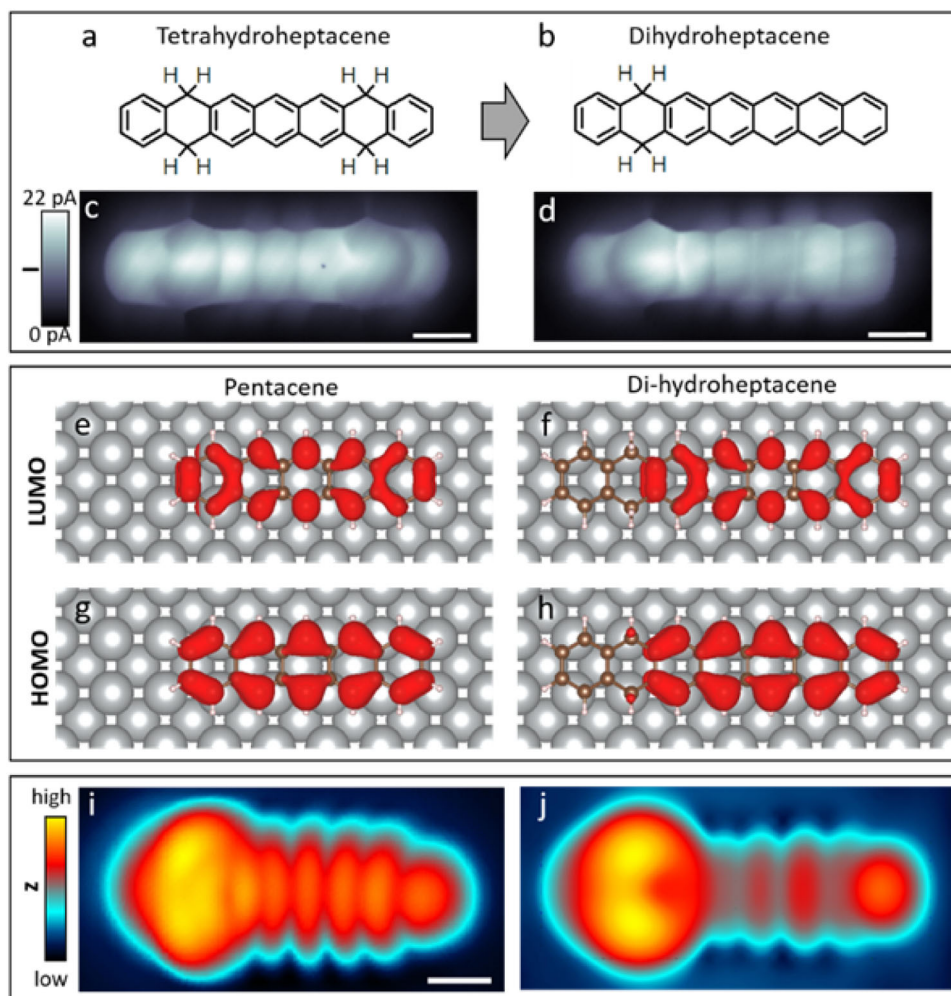 a Tetrahydroheptacene
b Dihydroheptacene
H H H H
H H
H H H H
H H
22 pA
I
0 pA
c
d
Pentacene
Di-hydroheptacene
LUMO
e
f
HOMO
g
h
high
z
low
i
j